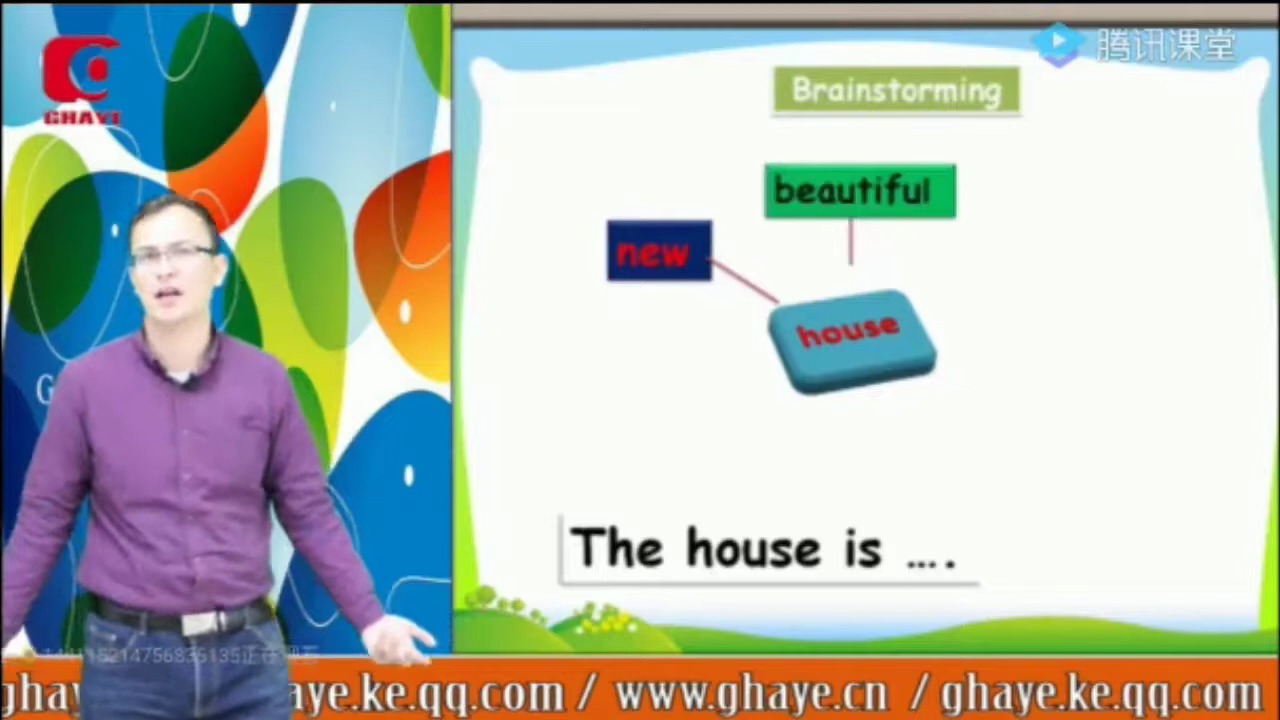 GHAYE
腾讯课堂
Brainstorming
beautiful
new
house
The house is ....
ghaye.ke.qq.com / www.ghaye.cn / ghaye.ke.qq.com